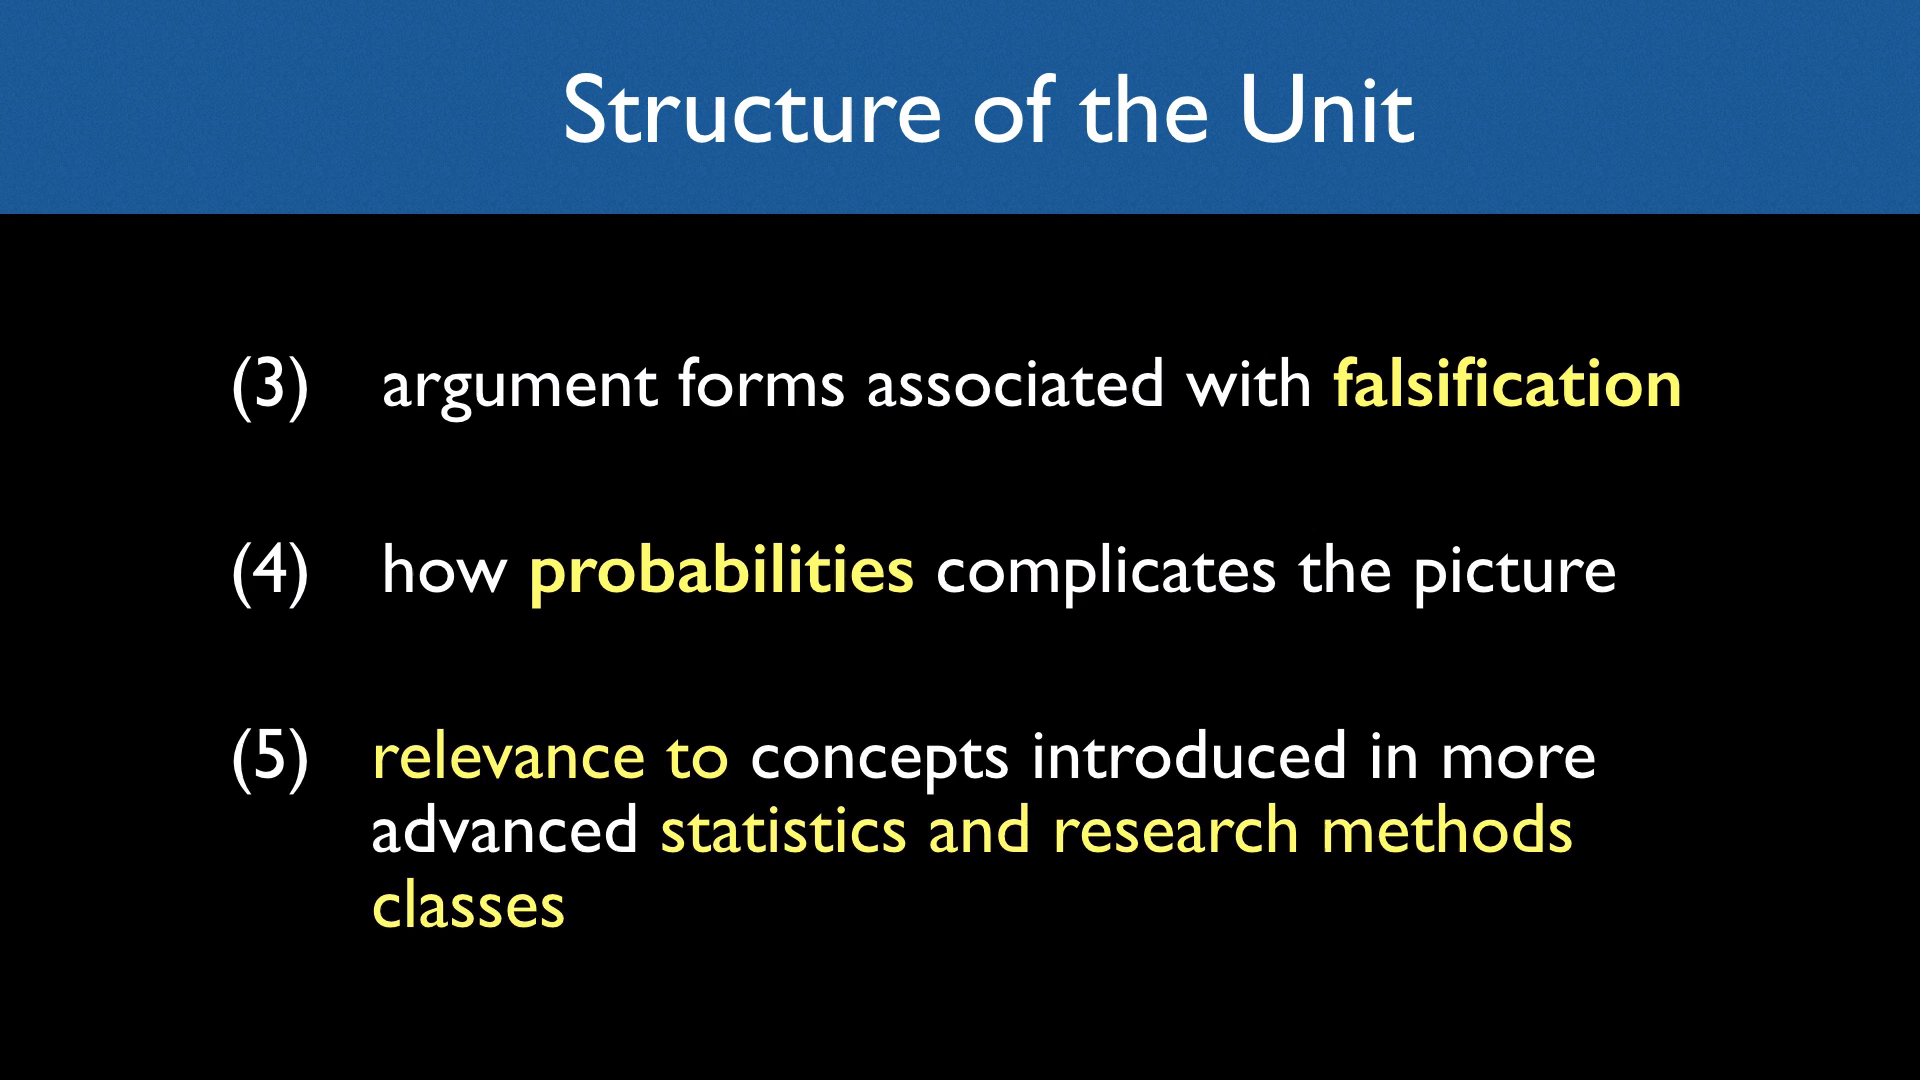 Structure of the Unit
(3) argument forms associated with falsification
(4) how probabilities complicates the picture
(5) relevance to concepts introduced in more
advanced statistics and research methods
classes